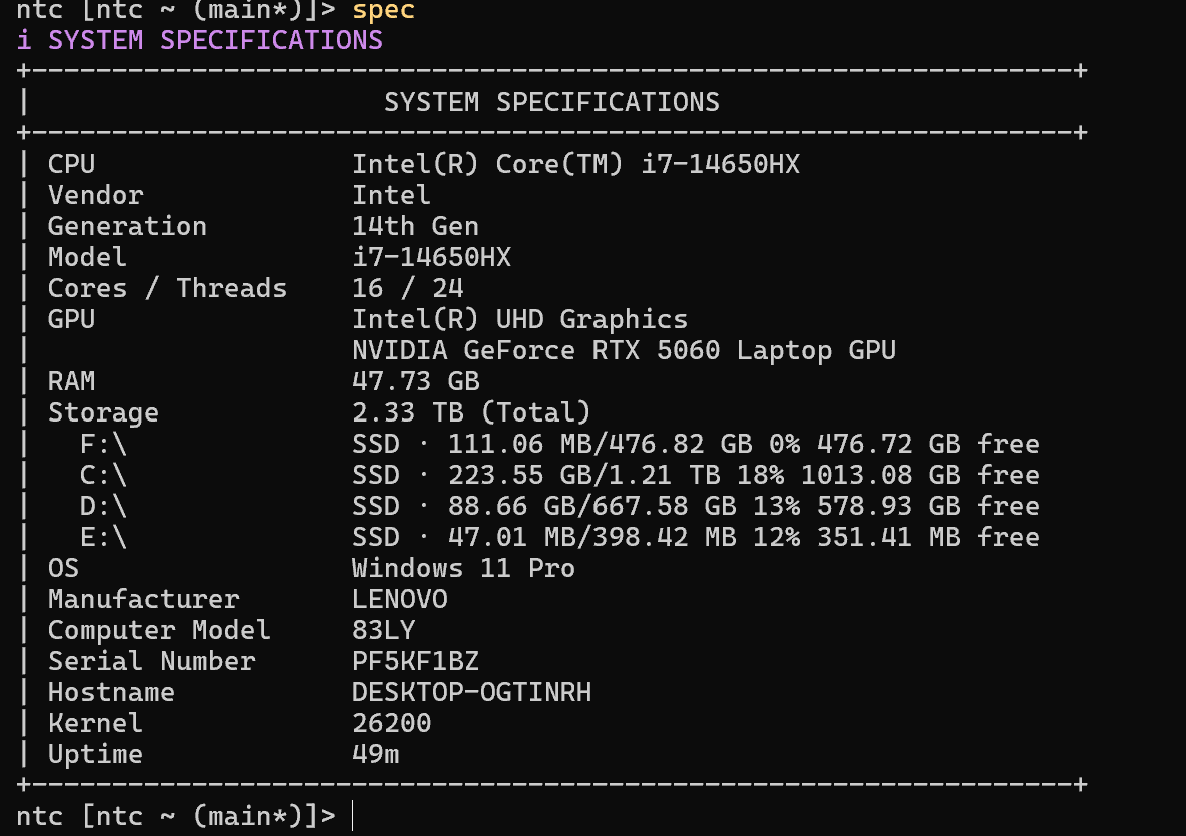 ntc [ntc ~ (main*)]> spec
i SYSTEM SPECIFICATIONS
+-----------------------------------------------------------------+
| SYSTEM SPECIFICATIONS
+-----------------------------------------------------------------+
| CPU Intel(R) Core(TM) i7-14650HX
| Vendor Intel
| Generation 14th Gen
| Model i7-14650HX
| Cores / Threads 16 / 24
| GPU Intel(R) UHD Graphics
| NVIDIA GeForce RTX 5060 Laptop GPU
| RAM 47.73 GB
| Storage 2.33 TB (Total)
| F:\ SSD · 111.06 MB/476.82 GB 0% 476.72 GB free
| C:\ SSD · 223.55 GB/1.21 TB 18% 1013.08 GB free
| D:\ SSD · 88.66 GB/667.58 GB 13% 578.93 GB free
| E:\ SSD · 47.01 MB/398.42 MB 12% 351.41 MB free
| OS Windows 11 Pro
| Manufacturer LENOVO
| Computer Model 83LY
| Serial Number PF5KF1BZ
| Hostname DESKTOP-OGTINRH
| Kernel 26200
| Uptime 49m
+-----------------------------------------------------------------+
ntc [ntc ~ (main*)]>